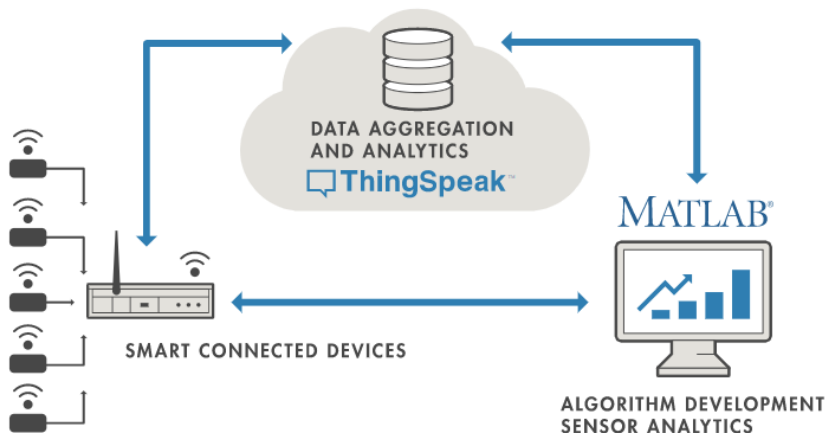 DATA AGGREGATION
AND ANALYTICS
ThingSpeak™
MATLAB®
SMART CONNECTED DEVICES
ALGORITHM DEVELOPMENT
SENSOR ANALYTICS